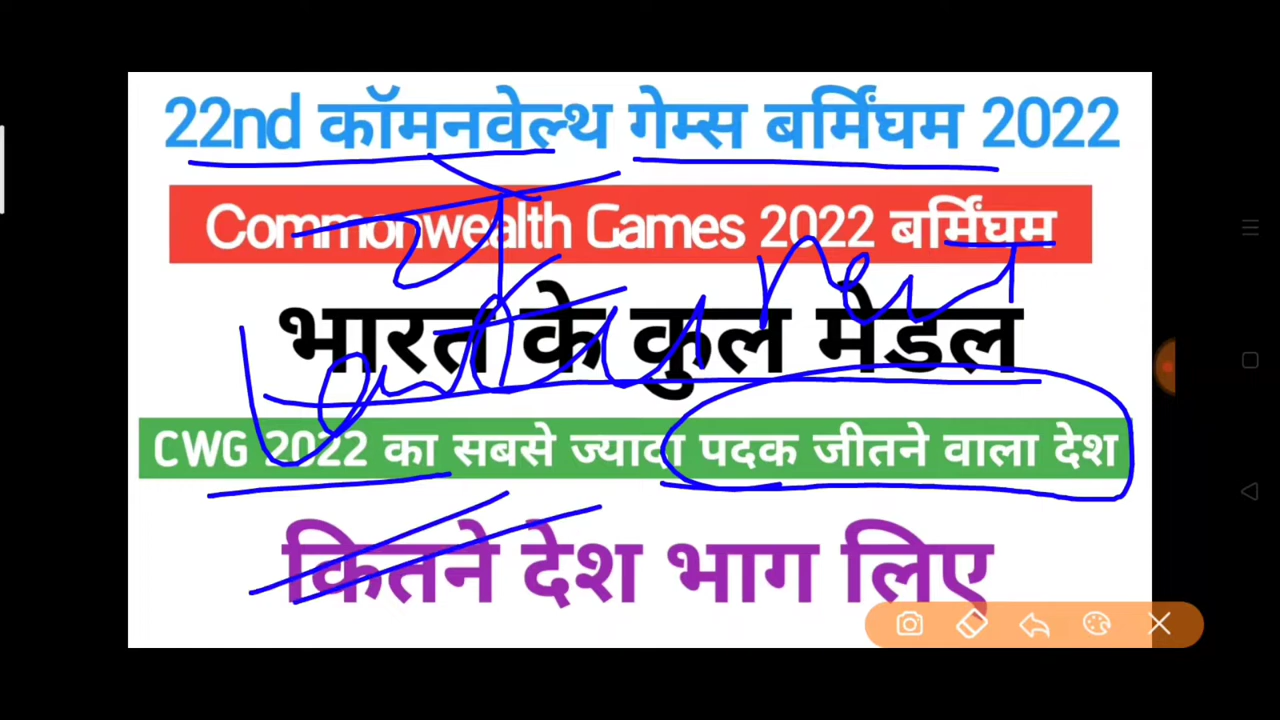 22nd कॉमनवेल्थ गेम्स बर्मिंघम 2022
Commonwealth Games 2022 बर्मिंघम
भारत के कुल मेडल
CWG 2022 का सबसे ज्यादा पदक जीतने वाला देश
कितने देश भाग लिए